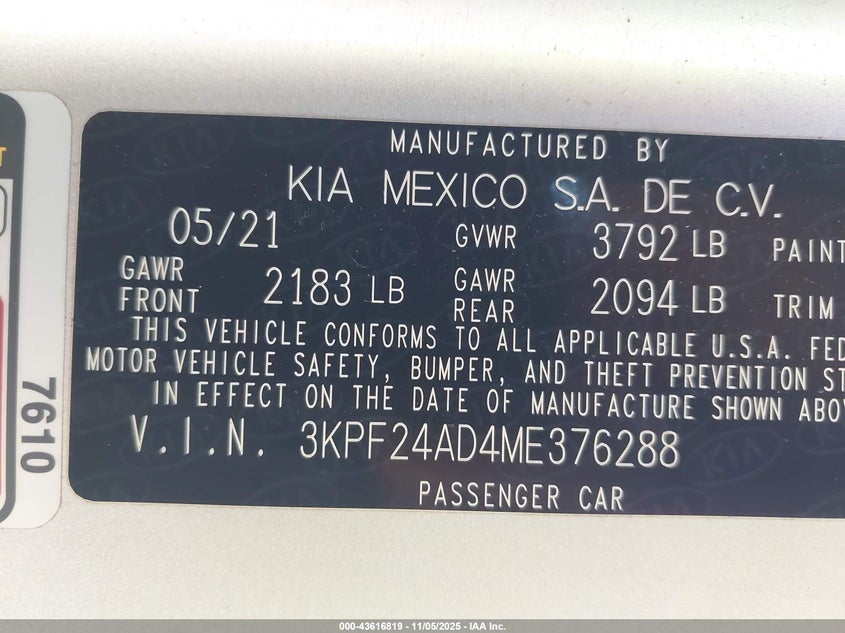 MANUFACTURED BY
KIA MEXICO S.A. DE C.V.
05/21 GVWR 3792 LB PAINT
GAWR FRONT 2183 LB GAWR REAR 2094 LB TRIM
THIS VEHICLE CONFORMS TO ALL APPLICABLE U.S.A. FED
MOTOR VEHICLE SAFETY, BUMPER, AND THEFT PREVENTION ST
IN EFFECT ON THE DATE OF MANUFACTURE SHOWN ABO
V.I.N. 3KPF24AD4ME376288
PASSENGER CAR
7610
000-43616819 - 11/05/2025 - IAA Inc.